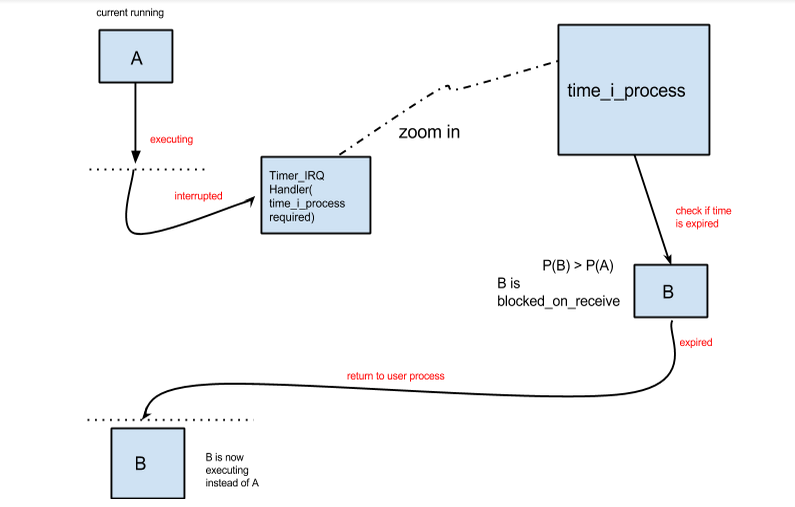 current running
A
executing
interrupted
Timer_IRQ
Handler(
time_i_process
required)
zoom in
time_i_process
check if time
is expired
P(B) > P(A)
B is
blocked_on_receive
B
expired
return to user process
B
B is now
executing
instead of A